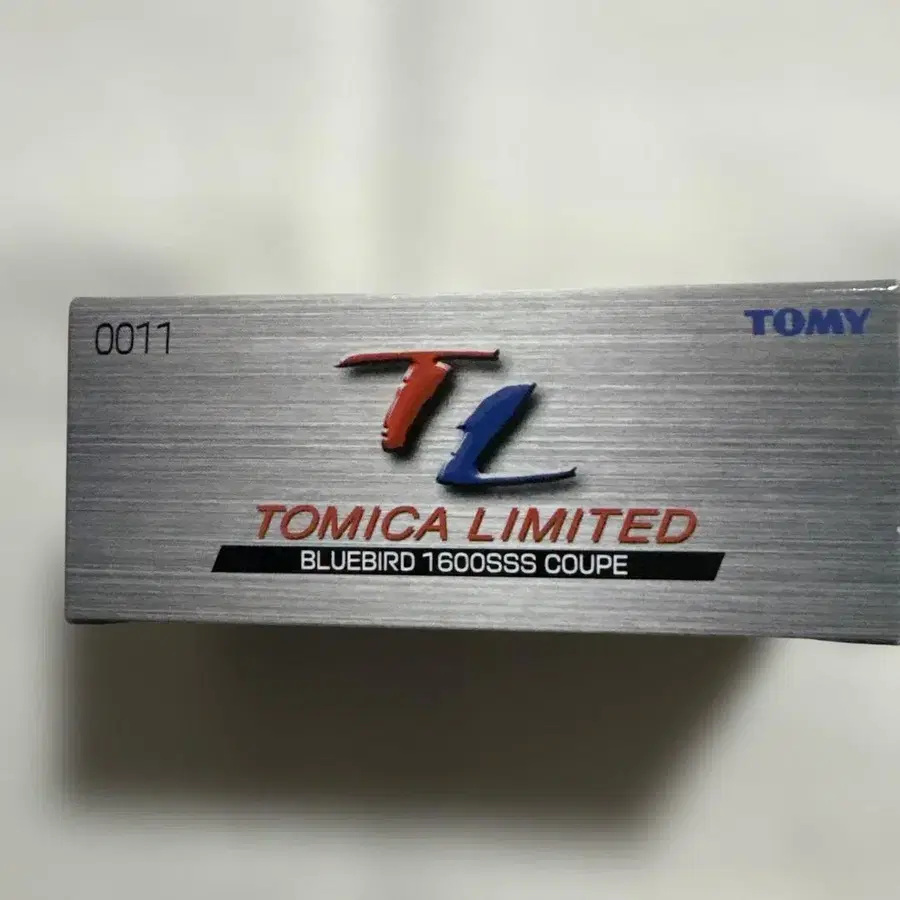 0011
TOMY
TL
TOMICA LIMITED
BLUEBIRD 1600SSS COUPE